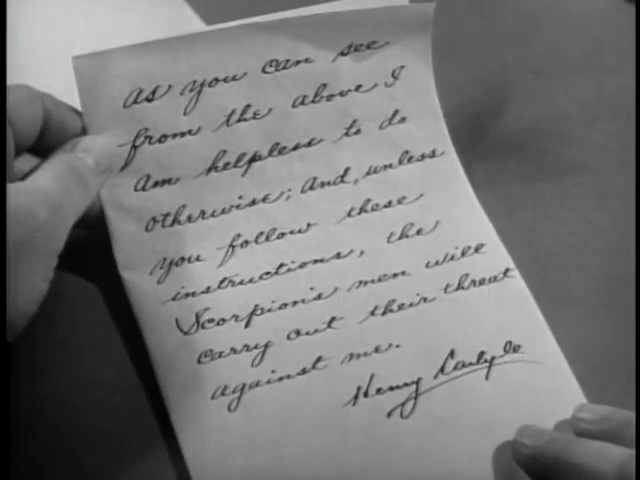 as you can see
from the above I
am helpless to do
otherwise; and, unless
you follow these
instructions, the
Scorpion's men will
carry out their threat
against me.
Henry Carlyle